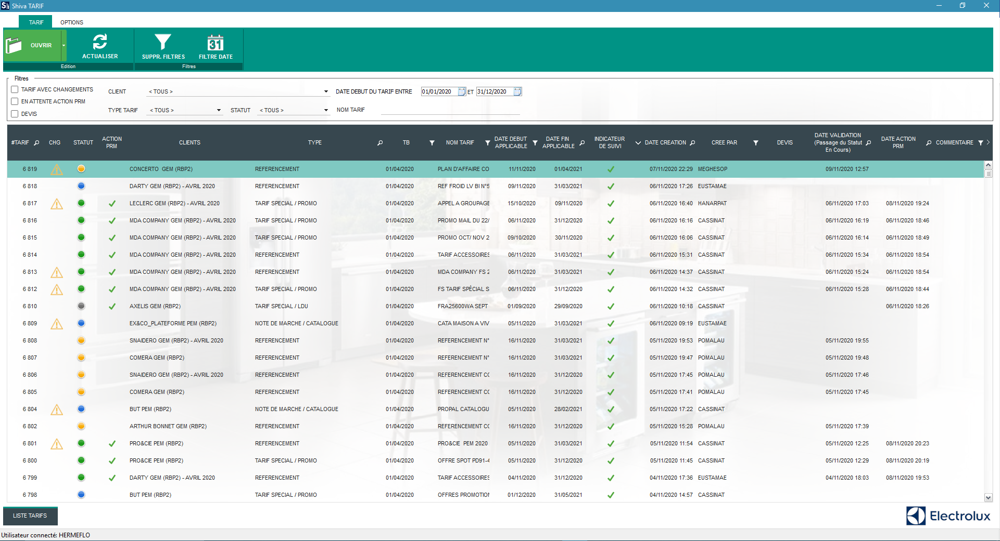 Shiva TARIF
TARIF OPTIONS
OUVRIR ACTUALISER SUPPR. FILTRES FILTRE DATE
Edition Filtres
Flitres
TARIF AVEC CHANGEMENTS
EN ATTENTE ACTION PRM
DEVIS
CLIENT < TOUS > DATE DEBUT DU TARIF ENTRE 01/01/2020 ET 31/12/2020
TYPE TARIF < TOUS > STATUT < TOUS > NOM TARIF
#TARIF CHG STATUT ACTION PRM CLIENTS TYPE TB NOM TARIF DATE DEBUT APPLICABLE DATE FIN APPLICABLE INDICATEUR DE SUIVI DATE CREATION CREE PAR DEVIS DATE VALIDATION (Passage du Statut En Cours) DATE ACTION PRM COMMENTAIRE
6 819 CONCERTO GEM (RBP2) REFERENCEMENT 01/04/2020 PLAN D'AFFAIRE CO 11/11/2020 01/04/2021 07/11/2020 22:29 MEGHESOP 09/11/2020 12:57
6 818 DARTY GEM (RBP2) - AVRIL 2020 REFERENCEMENT 01/04/2020 REF FROID LV BI N°5 09/11/2020 31/03/2021 06/11/2020 17:26 EUSTAMAE
6 817 LECLERC GEM (RBP2) - AVRIL 2020 TARIF SPECIAL / PROMO 01/04/2020 APPEL A GROUPAGE 15/10/2020 09/11/2020 06/11/2020 16:40 HANARPAT 06/11/2020 17:03 08/11/2020 19:24
6 816 MDA COMPANY GEM (RBP2) - AVRIL 2020 TARIF SPECIAL / PROMO 01/04/2020 PROMO MAIL DU 22/ 06/11/2020 31/12/2020 06/11/2020 16:16 CASSINAT 06/11/2020 16:19 06/11/2020 18:46
6 815 MDA COMPANY GEM (RBP2) - AVRIL 2020 TARIF SPECIAL / PROMO 01/04/2020 PROMO OCT/ NOV 2 09/10/2020 30/11/2020 06/11/2020 16:06 CASSINAT 06/11/2020 16:14 06/11/2020 18:49
6 814 MDA COMPANY GEM (RBP2) - AVRIL 2020 REFERENCEMENT 01/04/2020 TARIF ACCESSOIRES 06/11/2020 31/03/2021 06/11/2020 15:31 CASSINAT 06/11/2020 15:34 06/11/2020 18:54
6 813 MDA COMPANY GEM (RBP2) - AVRIL 2020 REFERENCEMENT 01/04/2020 MDA COMPANY FS 2 06/11/2020 31/03/2021 06/11/2020 14:37 CASSINAT 06/11/2020 15:24 06/11/2020 18:54
6 812 MDA COMPANY GEM (RBP2) - AVRIL 2020 TARIF SPECIAL / PROMO 01/04/2020 FS TARIF SPÉCIAL S 06/11/2020 31/12/2020 06/11/2020 14:32 CASSINAT 06/11/2020 15:28 06/11/2020 18:44
6 810 AXELIS GEM (RBP2) TARIF SPECIAL / LDU 01/04/2020 FRA25600WA SEPT 01/09/2020 29/09/2020 06/11/2020 10:18 CASSINAT 06/11/2020 18:26
6 809 EX&CO_PLATEFORME PEM (RBP2) NOTE DE MARCHE / CATALOGUE 01/04/2020 CATA MAISON A VIV 05/11/2020 31/03/2021 06/11/2020 09:19 EUSTAMAE
6 808 SNAIDERO GEM (RBP2) - AVRIL 2020 REFERENCEMENT 01/04/2020 REFERENCEMENT N° 16/11/2020 31/03/2021 05/11/2020 19:53 POMALAU 05/11/2020 19:55
6 807 COMERA GEM (RBP2) REFERENCEMENT 01/04/2020 REFERENCEMENT N° 16/11/2020 31/03/2021 05/11/2020 19:47 POMALAU 05/11/2020 19:48
6 806 SNAIDERO GEM (RBP2) - AVRIL 2020 REFERENCEMENT 01/04/2020 REFERENCEMENT CC 16/11/2020 31/12/2020 05/11/2020 17:45 POMALAU 05/11/2020 17:46
6 805 COMERA GEM (RBP2) REFERENCEMENT 01/04/2020 REFERENCEMENT CC 16/11/2020 31/12/2020 05/11/2020 17:41 POMALAU 05/11/2020 17:45
6 804 BUT PEM (RBP2) NOTE DE MARCHE / CATALOGUE 01/04/2020 PROPAL CATALOGU 05/11/2020 28/02/2021 05/11/2020 17:22 CASSINAT
6 802 ARTHUR BONNET GEM (RBP2) REFERENCEMENT 01/04/2020 REFERENCEMENT CC 16/11/2020 31/12/2020 05/11/2020 15:28 POMALAU 05/11/2020 17:39
6 801 PRO&CIE PEM (RBP2) REFERENCEMENT 01/04/2020 PRO&CIE PEM 2020 05/11/2020 31/03/2021 05/11/2020 11:54 CASSINAT 05/11/2020 12:25 08/11/2020 20:23
6 800 PRO&CIE PEM (RBP2) TARIF SPECIAL / PROMO 01/04/2020 OFFRE SPOT PD91-4 05/11/2020 31/12/2020 05/11/2020 11:45 CASSINAT 05/11/2020 12:29 08/11/2020 20:19
6 799 DARTY GEM (RBP2) - AVRIL 2020 REFERENCEMENT 01/04/2020 TARIF ACCESSOIRES 04/11/2020 31/12/2020 04/11/2020 17:36 EUSTAMAE 04/11/2020 18:03 08/11/2020 19:53
6 798 BUT PEM (RBP2) TARIF SPECIAL / PROMO 01/04/2020 OFFRES PROMOTION 01/12/2020 31/05/2021 04/11/2020 14:57 CASSINAT
LISTE TARIFS
Electrolux
Utilisateur connecté: HERMEFLO